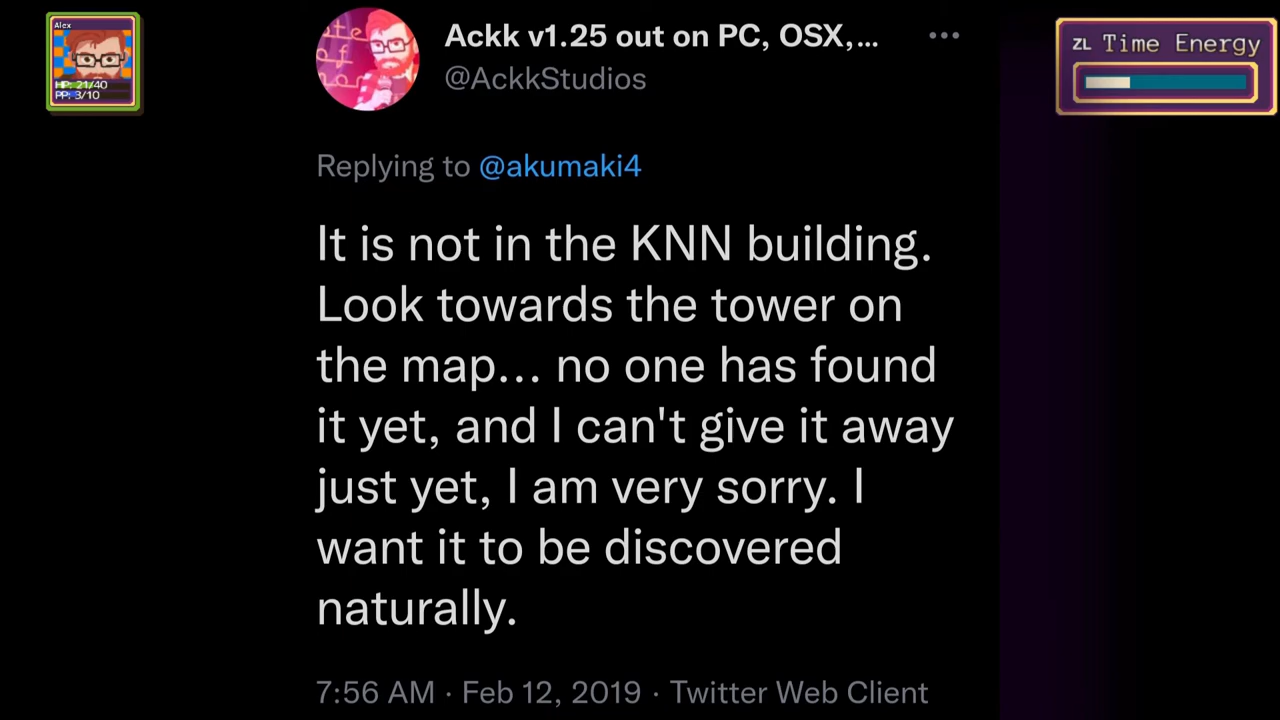 Alex
HP: 21/40
PP: 3/10
Ackk v1.25 out on PC, OSX,...
@AckkStudios
ZL Time Energy
Replying to @akumaki4
It is not in the KNN building.
Look towards the tower on
the map... no one has found
it yet, and I can't give it away
just yet, I am very sorry. I
want it to be discovered
naturally.
7:56 AM · Feb 12, 2019 · Twitter Web Client